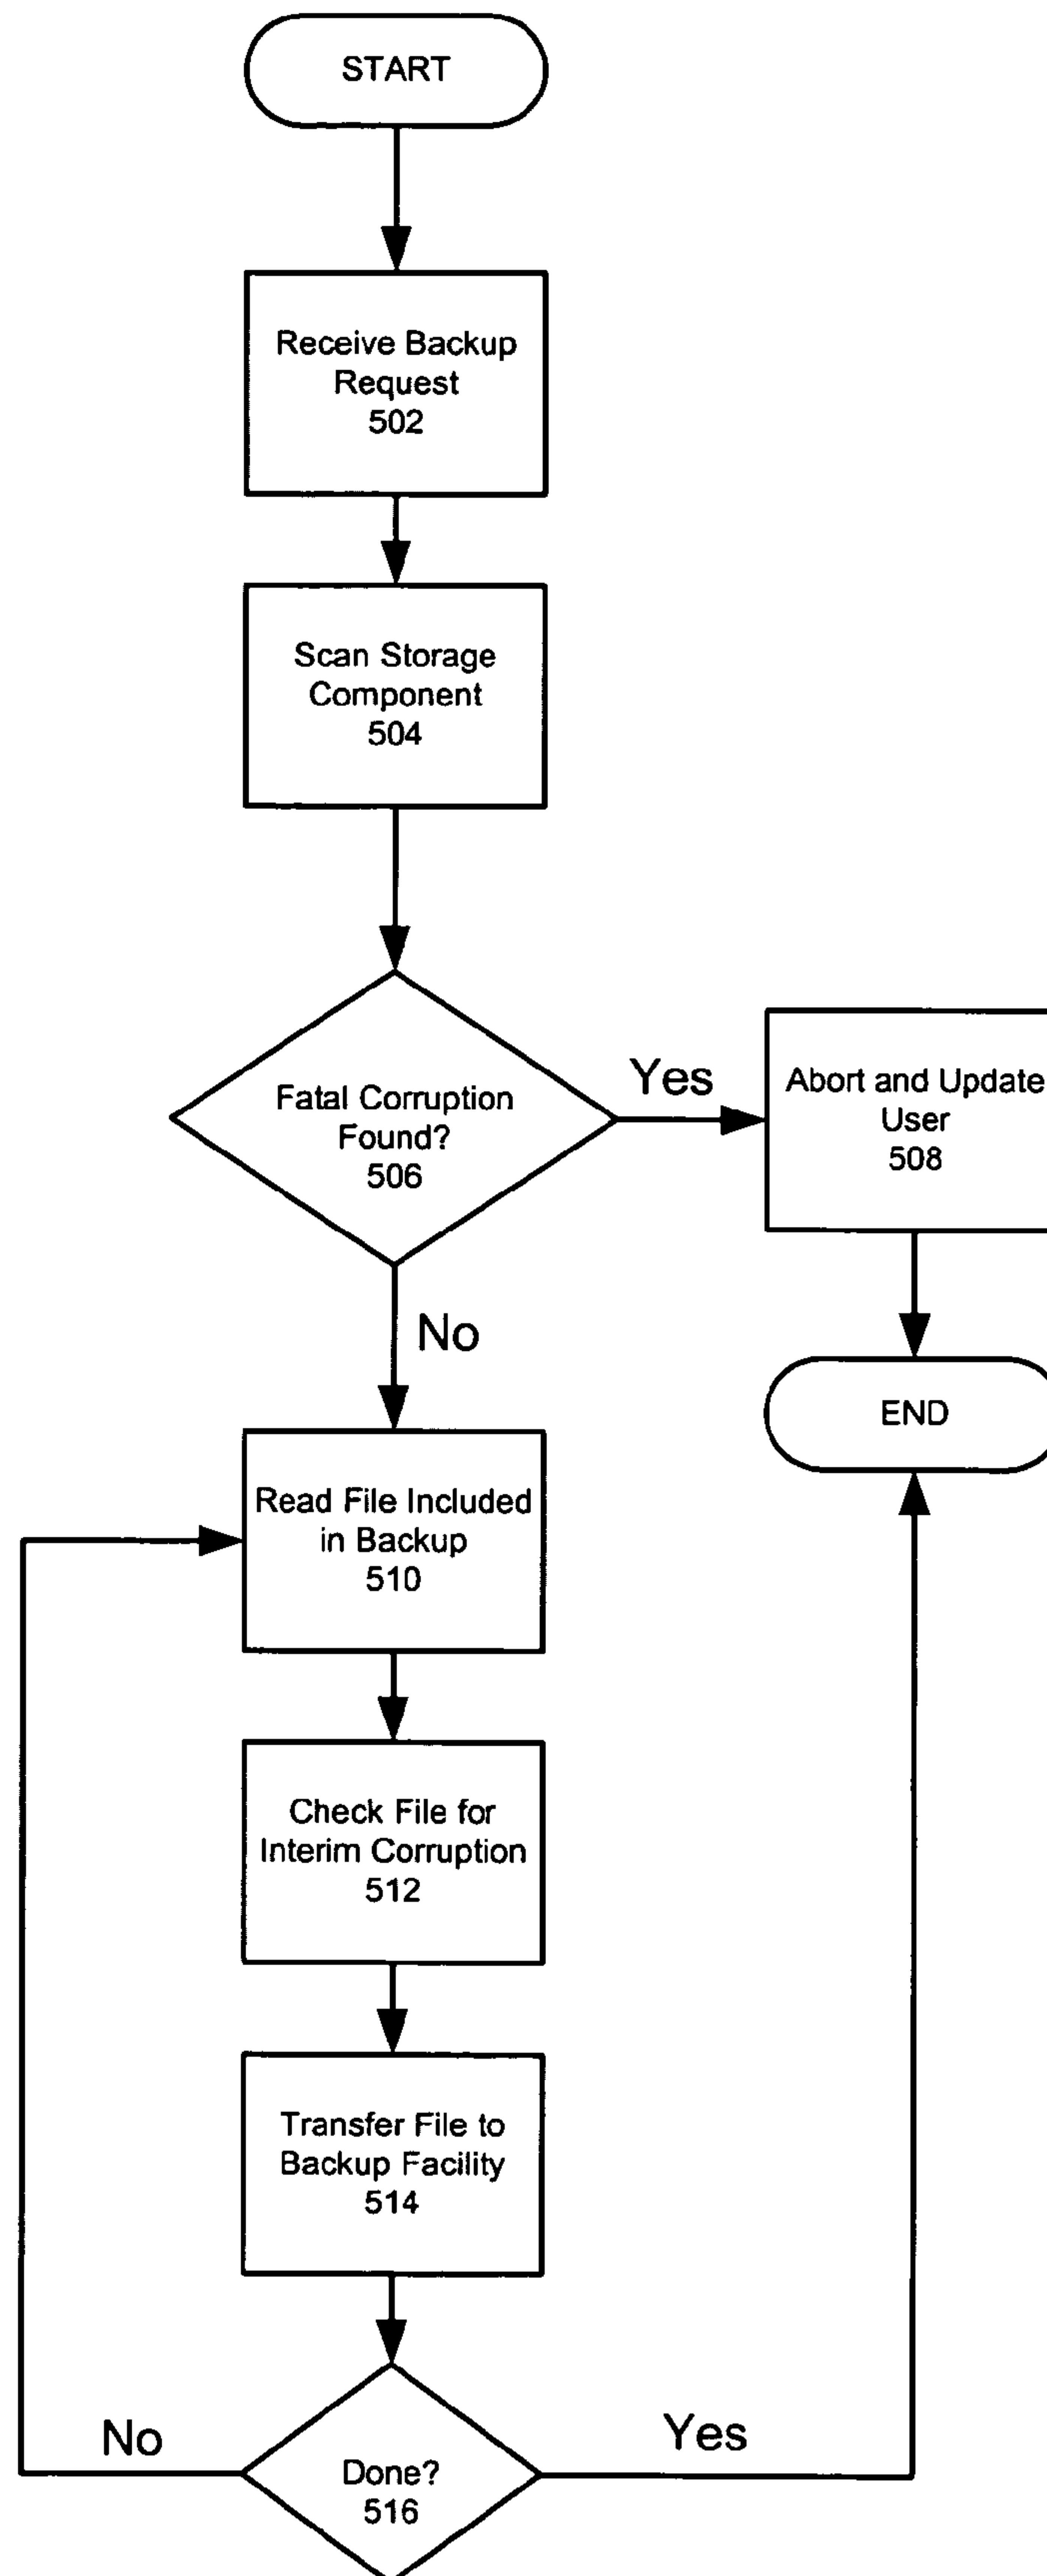 START
Receive Backup
Request
502
Scan Storage
Component
504
Fatal Corruption
Found?
506
Yes
Abort and Update
User
508
No
END
Read File Included
in Backup
510
Check File for
Interim Corruption
512
Transfer File to
Backup Facility
514
No
Done?
516
Yes